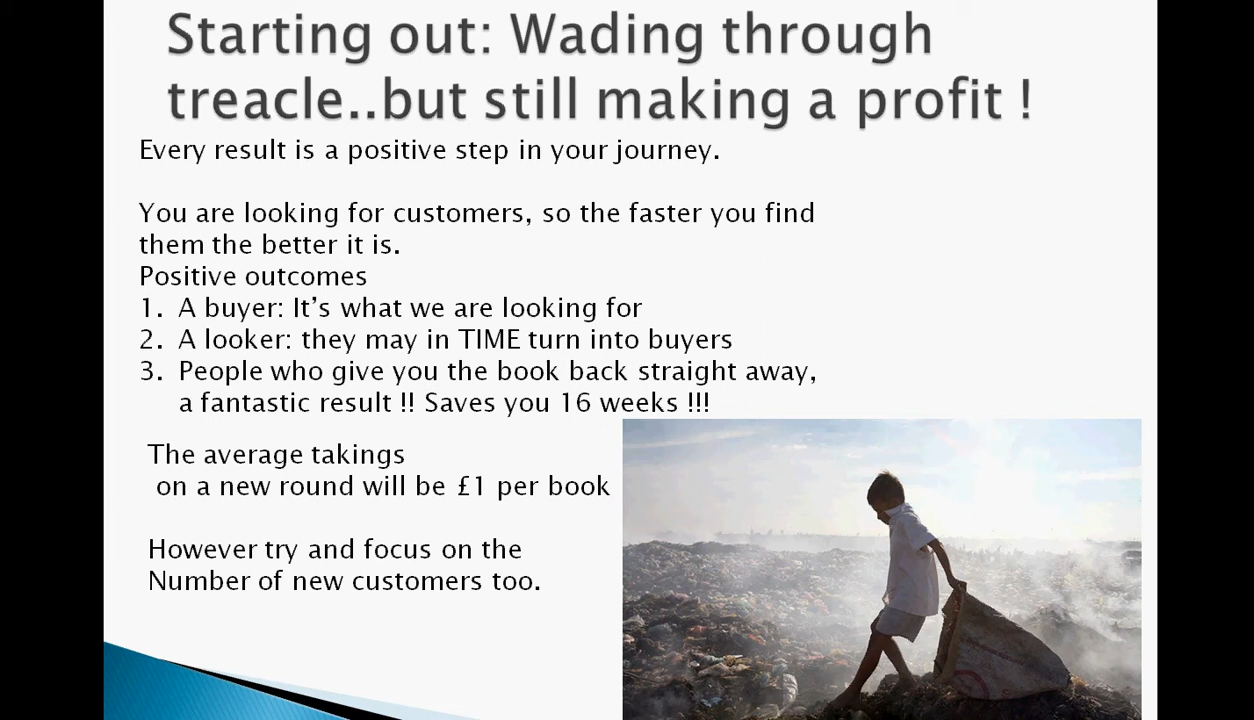 Starting out: Wading through
treacle..but still making a profit !
Every result is a positive step in your journey.
You are looking for customers, so the faster you find
them the better it is.
Positive outcomes
1. A buyer: It’s what we are looking for
2. A looker: they may in TIME turn into buyers
3. People who give you the book back straight away,
a fantastic result !! Saves you 16 weeks !!!
The average takings
on a new round will be £1 per book
However try and focus on the
Number of new customers too.